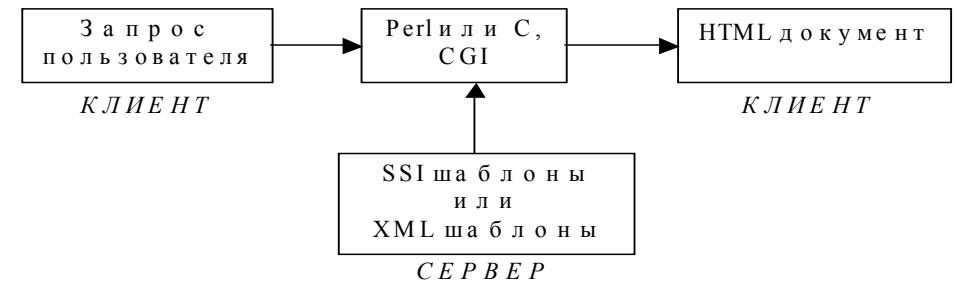 Запрос
пользователя
КЛИЕНТ
Perl или С,
CGI
HTML документ
КЛИЕНТ
SSI шаблоны
или
XML шаблоны
СЕРВЕР